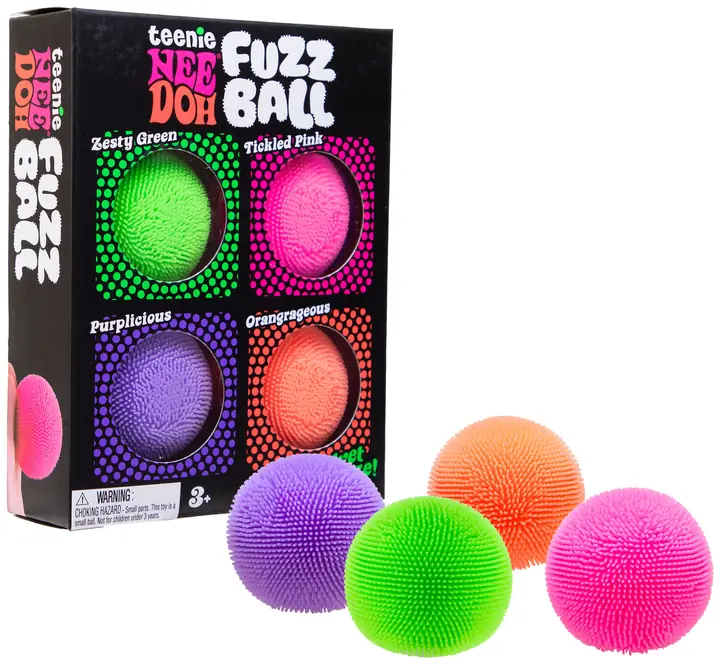 teenie
NEE
DOH
FUZZ
BALL
teenie
NEE
DOH
FUZZ
BALL
Zesty Green
Tickled Pink
Purplicious
Orangrageous
WARNING:
CHOKING HAZARD - Small parts. This toy is a
small ball. Not for children under 3 years.
3+